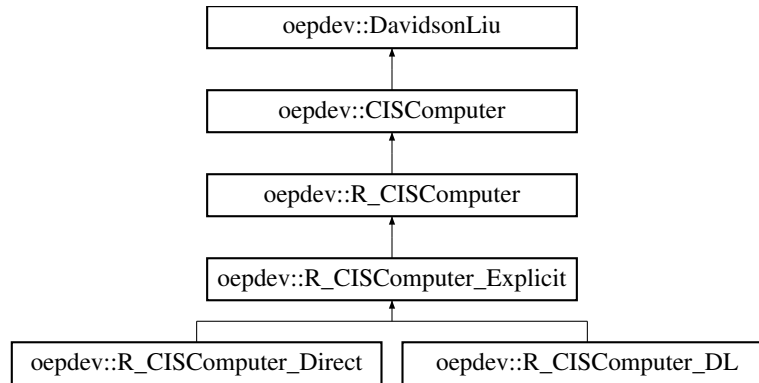 oepdev::DavidsonLiu
oepdev::CISComputer
oepdev::R_CISComputer
oepdev::R_CISComputer_Explicit
oepdev::R_CISComputer_Direct
oepdev::R_CISComputer_DL